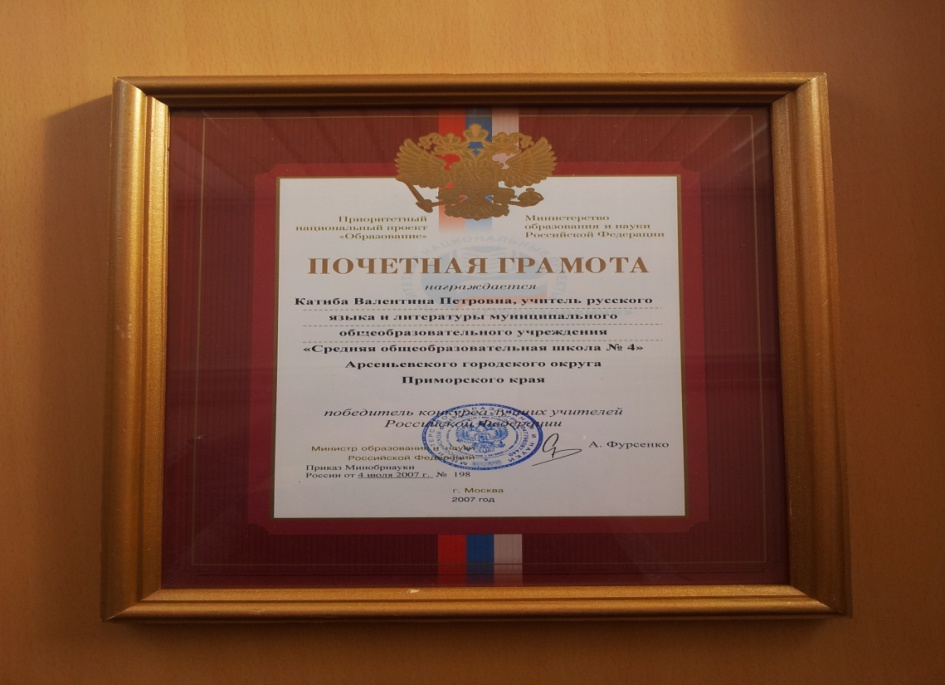 Приоритетный
национальный проект
«Образование»
Министерство
образования и науки
Российской Федерации
ПОЧЕТНАЯ ГРАМОТА
награждается
Катиба Валентина Петровна, учитель русского
языка и литературы муниципального
общеобразовательного учреждения
«Средняя общеобразовательная школа № 4»
Арсеньевского городского округа
Приморского края
победитель конкурса лучших учителей
Российской Федерации
Министр образования и науки
Российской Федерации
А. Фурсенко
Приказ Минобрнауки
России от 4 июля 2007 г. № 198
г. Москва
2007 год